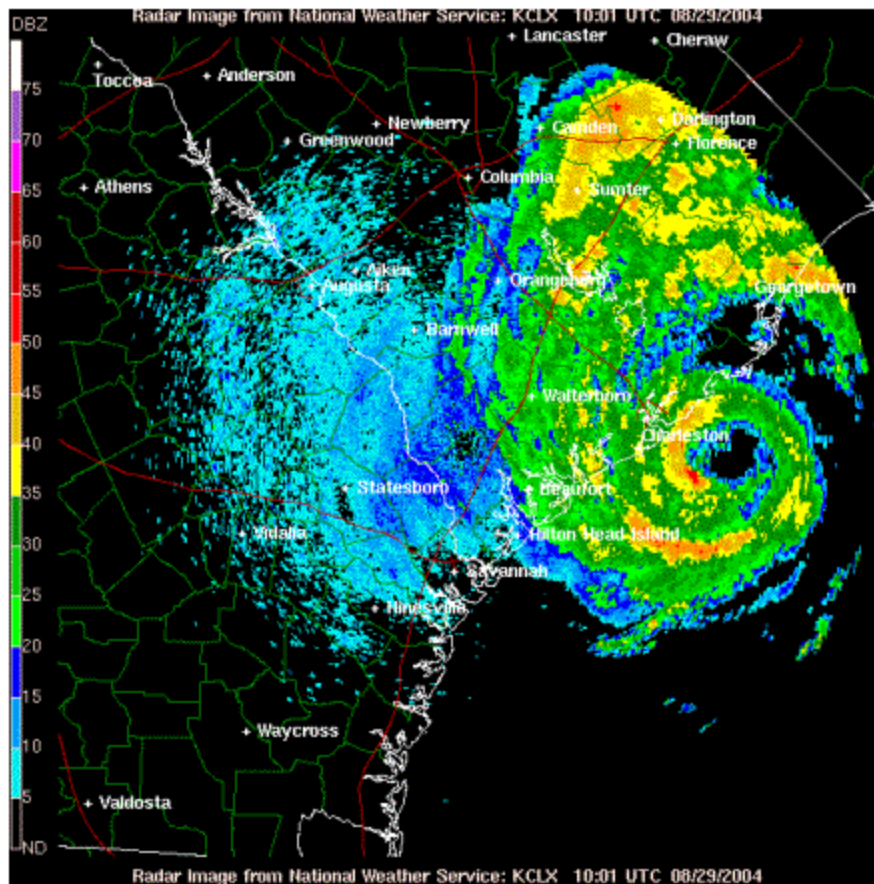 Radar Image from National Weather Service: KCLX 10:01 UTC 08/29/2004
DBZ
Lancaster
Cheraw
Toccoa
Anderson
75
Newberry
Darlington
Camden
Greenwood
Florence
70
Columbia
Athens
Sumter
65
60
Aiken
Orangeburg
Augusta
Georgetown
55
Barnwell
50
Walterboro
45
Charleston
40
Statesboro
Beaufort
35
Vidalia
Hilton Head Island
30
Savannah
Hinesville
25
20
15
Waycross
10
Valdosta
5
ND
Radar Image from National Weather Service: KCLX 10:01 UTC 08/29/2004